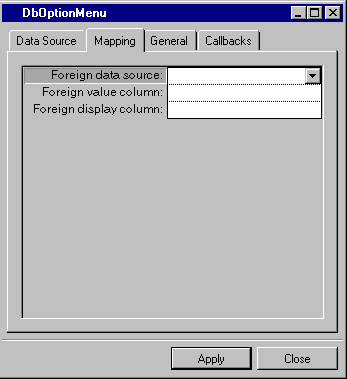 DbOptionMenu
Data Source Mapping General Callbacks
Foreign data source:
Foreign value column:
Foreign display column:
Apply Close